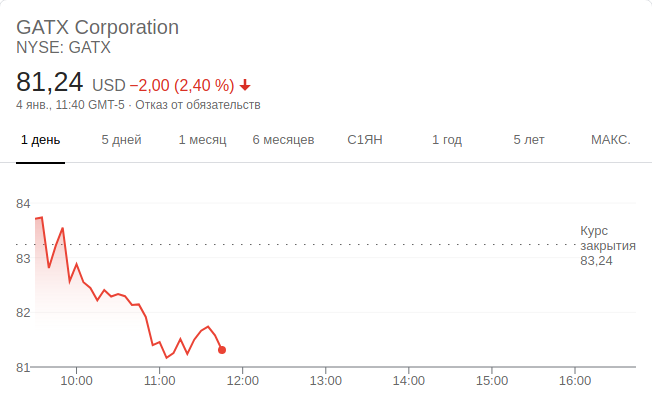 GATX Corporation
NYSE: GATX
81,24 USD −2,00 (2,40 %)
4 янв., 11:40 GMT-5 · Отказ от обязательств
1 день 5 дней 1 месяц 6 месяцев С1ЯН 1 год 5 лет МАКС.
84
Курс
закрытия
83,24
83
82
81
10:00 11:00 12:00 13:00 14:00 15:00 16:00